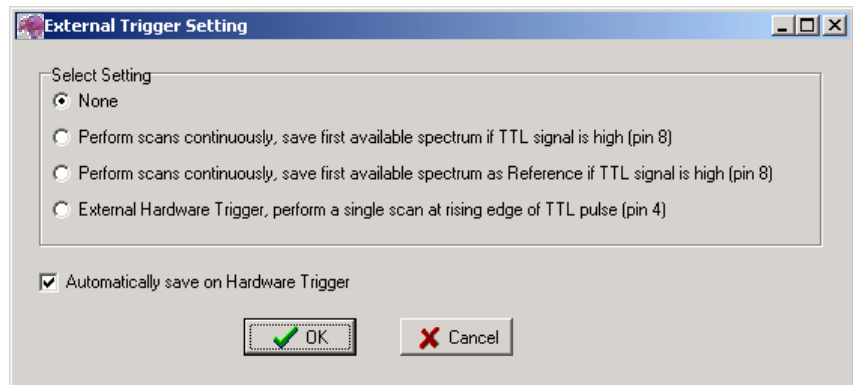 External Trigger Setting
Select Setting
None
Perform scans continuously, save first available spectrum if TTL signal is high (pin 8)
Perform scans continuously, save first available spectrum as Reference if TTL signal is high (pin 8)
External Hardware Trigger, perform a single scan at rising edge of TTL pulse (pin 4)
Automatically save on Hardware Trigger
OK
Cancel